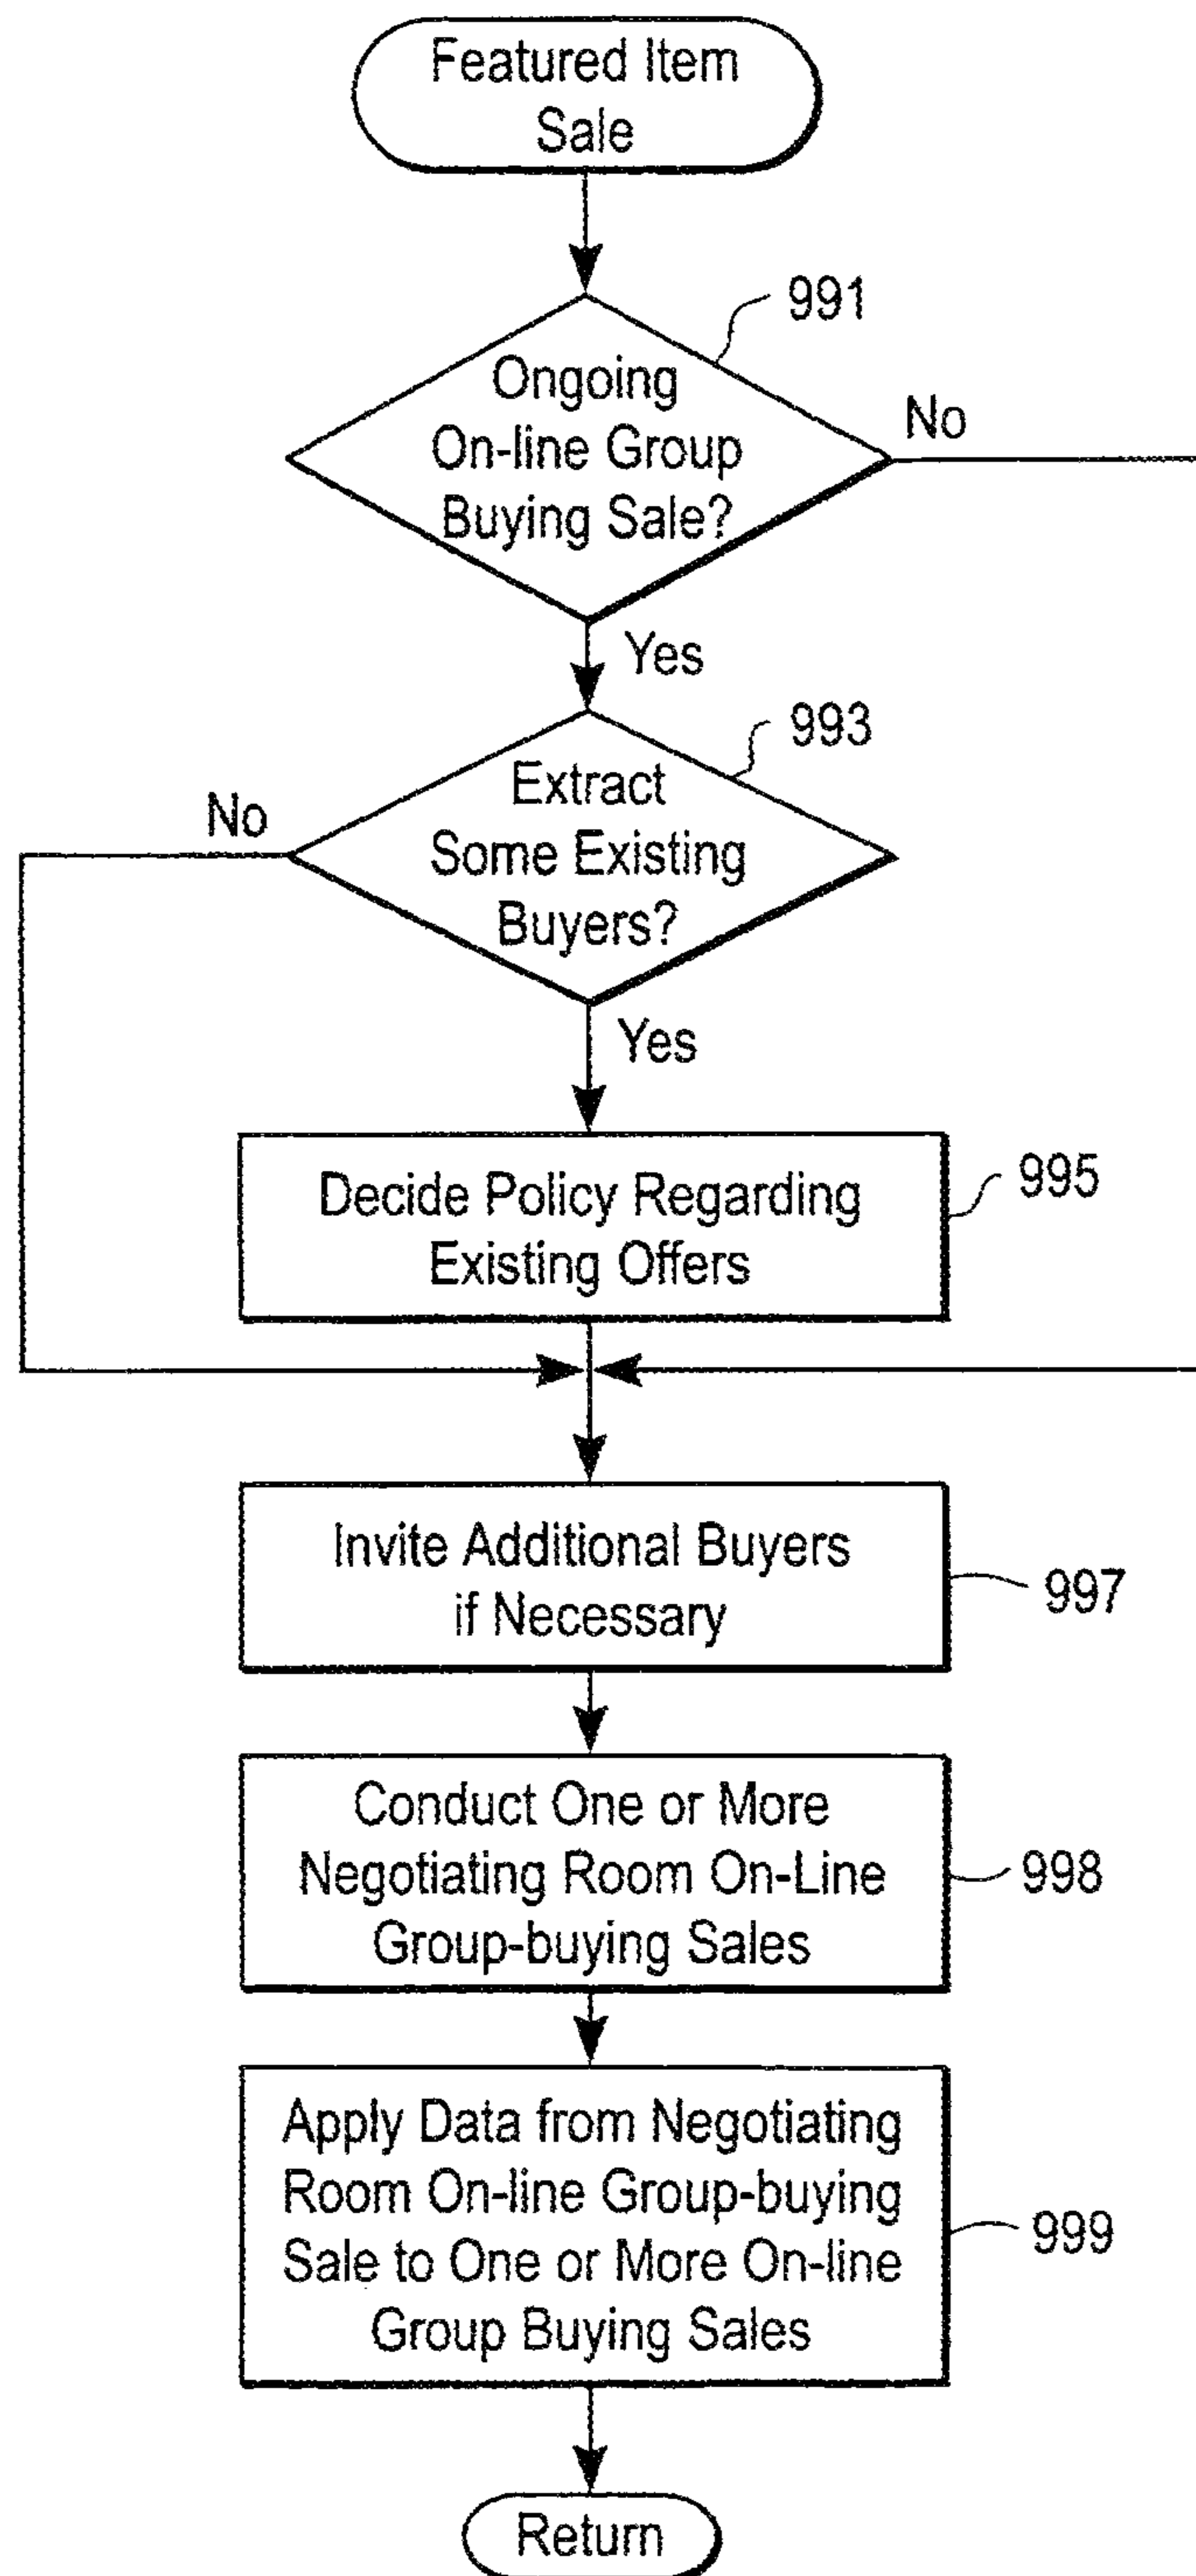 Featured Item
Sale
991
Ongoing
On-line Group
Buying Sale?
No
Yes
993
Extract
Some Existing
Buyers?
No
Yes
995
Decide Policy Regarding
Existing Offers
Invite Additional Buyers
if Necessary
997
Conduct One or More
Negotiating Room On-Line
Group-buying Sales
998
Apply Data from Negotiating
Room On-line Group-buying
Sale to One or More On-line
Group Buying Sales
999
Return